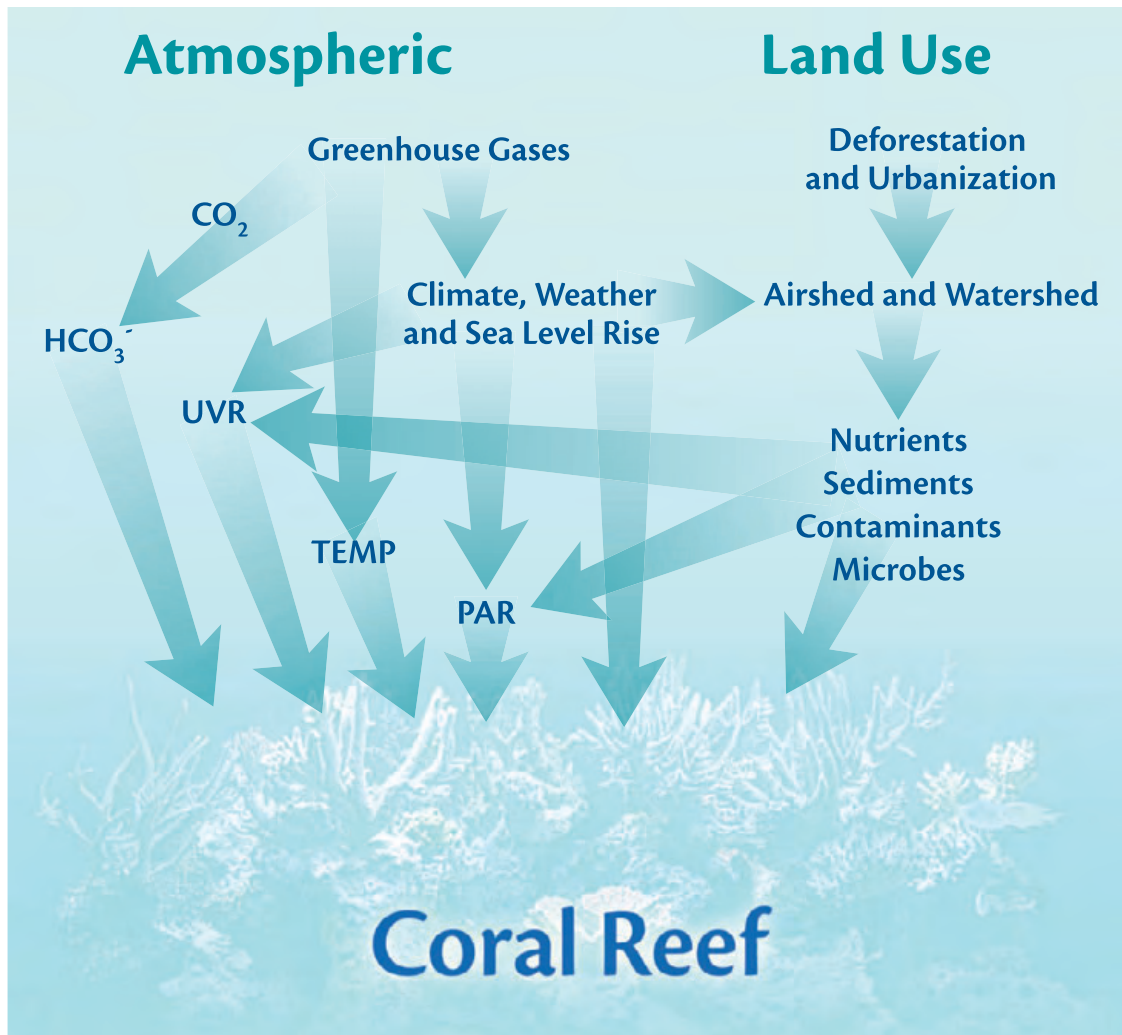 Atmospheric
Land Use
Greenhouse Gases
Deforestation
and Urbanization
CO₂
Climate, Weather
and Sea Level Rise
Airshed and Watershed
HCO₃⁻
UVR
Nutrients
Sediments
Contaminants
Microbes
TEMP
PAR
Coral Reef